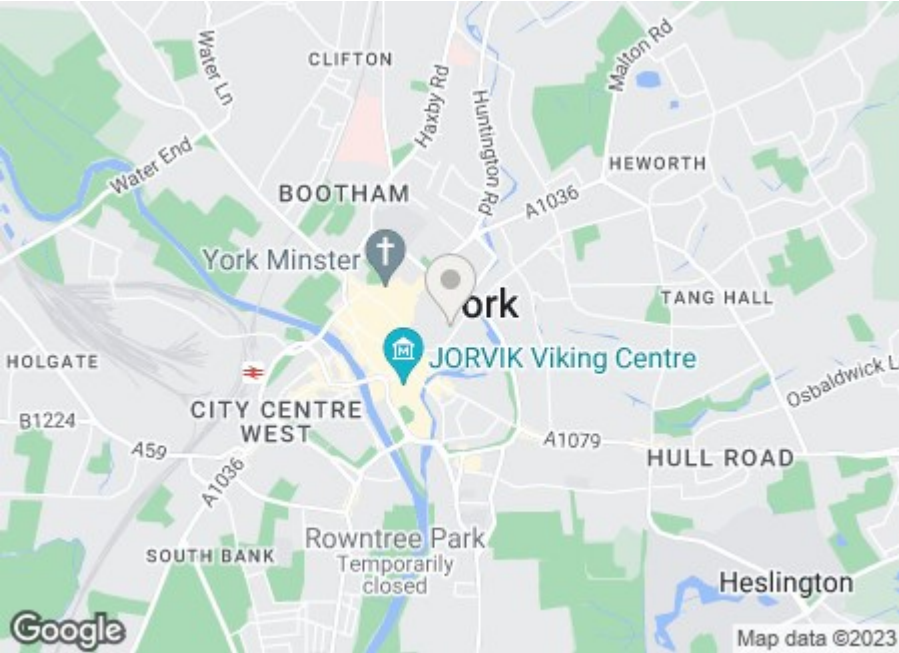 Water Ln
CLIFTON
Haxby Rd
Malton Rd
Huntington Rd
Water End
HEWORTH
BOOTHAM
A1036
York Minster
ork
TANG HALL
JORVIK Viking Centre
HOLGATE
Osbaldwick L
CITY CENTRE
WEST
B1224
A59
A1079
A1036
HULL ROAD
Rowntree Park
Temporarily
closed
SOUTH BANK
Heslington
Google
Map data ©2023